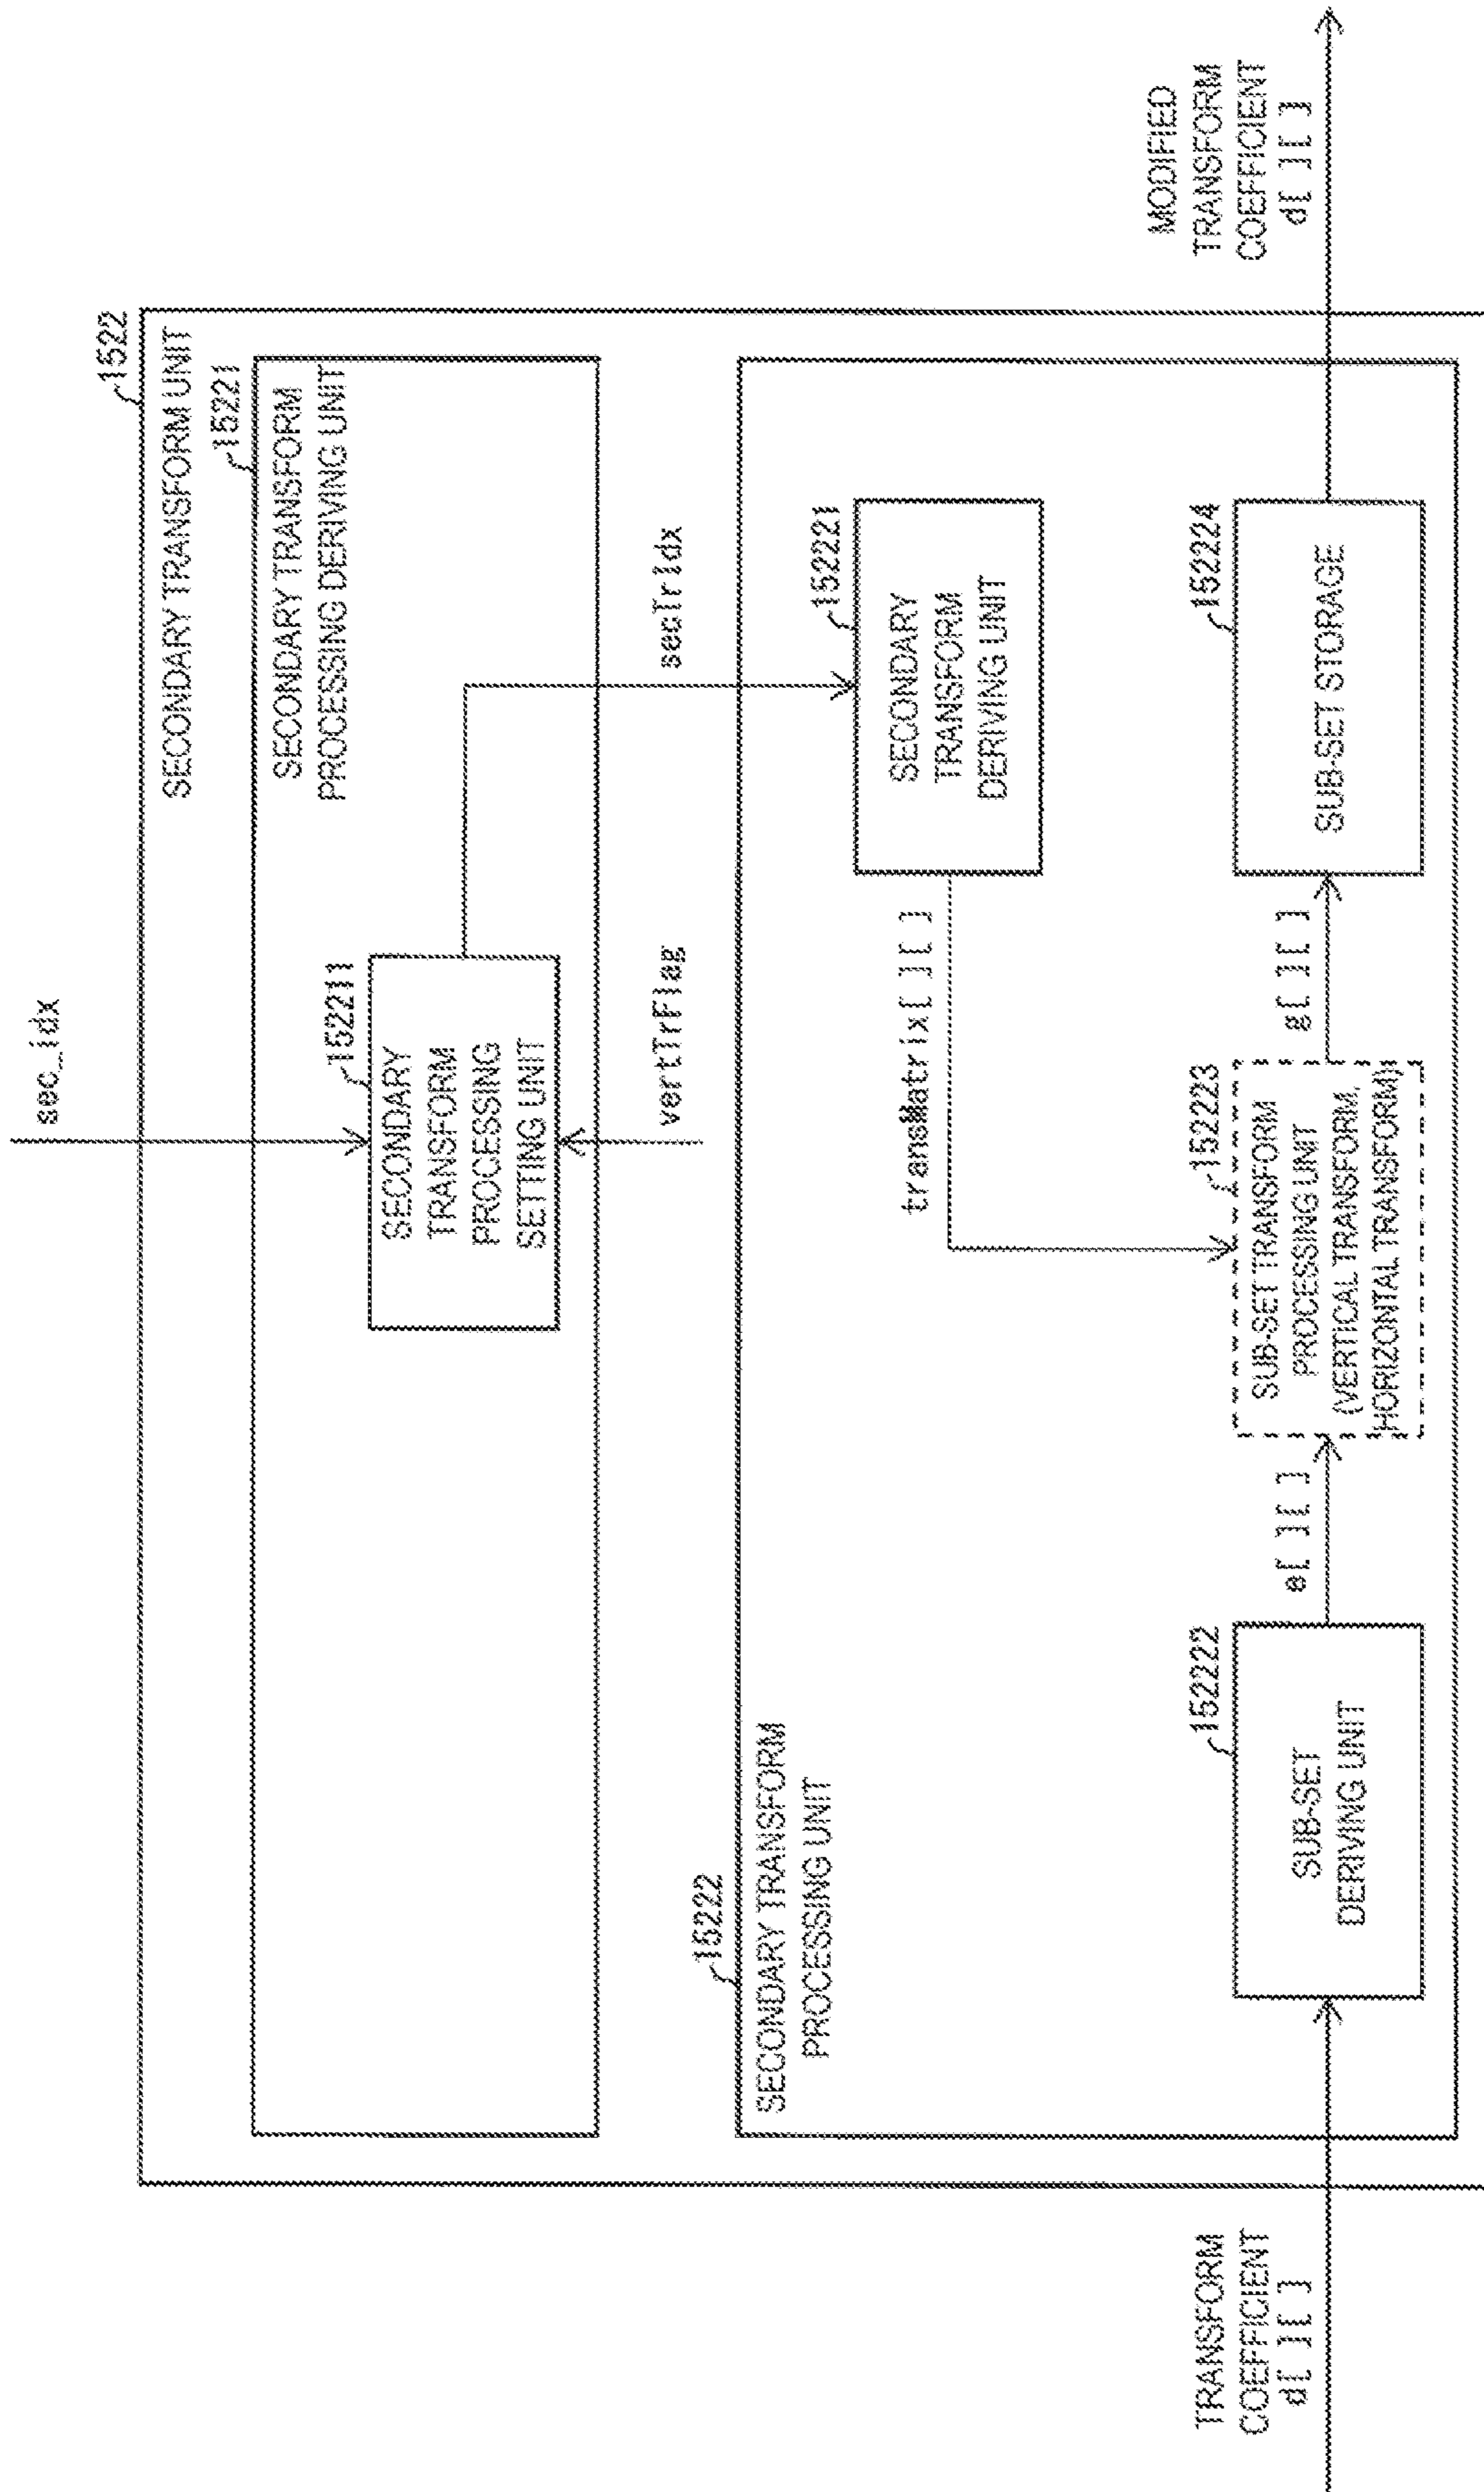 sec_idx
1522
SECONDARY TRANSFORM UNIT
15221
SECONDARY TRANSFORM
PROCESSING DERIVING UNIT
152211
SECONDARY
TRANSFORM
PROCESSING
SETTING UNIT
vertTrFlag
secTrIdx
15222
SECONDARY TRANSFORM
PROCESSING UNIT
152221
SECONDARY
TRANSFORM
DERIVING UNIT
transMatrix[ ][ ]
TRANSFORM
COEFFICIENT
d[ ][ ]
152222
SUB-SET
DERIVING UNIT
e[ ][ ]
152223
SUB-SET TRANSFORM
PROCESSING UNIT
(VERTICAL TRANSFORM,
HORIZONTAL TRANSFORM)
g[ ][ ]
152224
SUB-SET STORAGE
MODIFIED
TRANSFORM
COEFFICIENT
d[ ][ ]